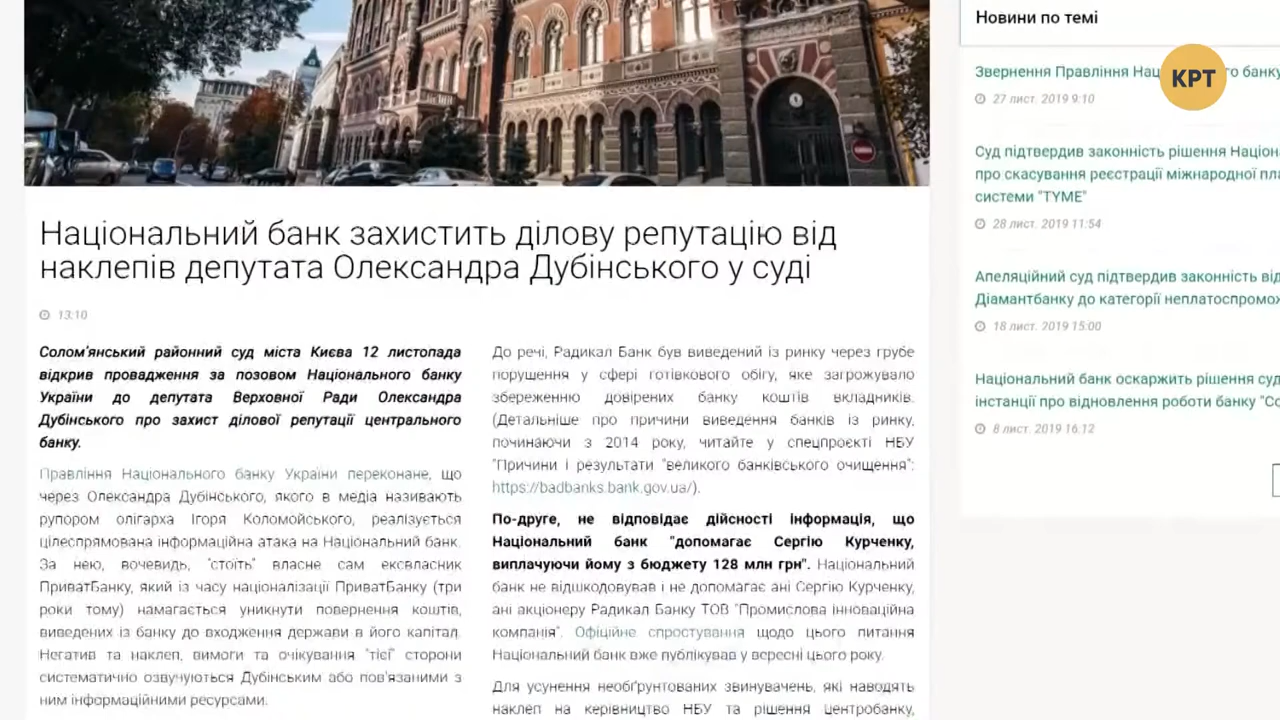 Національний банк захистить ділову репутацію від
наклепів депутата Олександра Дубінського у суді
13:10
Солом'янський районний суд міста Києва 12 листопада
відкрив провадження за позовом Національного банку
України до депутата Верховної Ради Олександра
Дубінського про захист ділової репутації центрального
банку.
Правління Національного банку України переконане, що
через Олександра Дубінського, якого в медіа називають
рупором олігарха Ігоря Коломойського, реалізується
цілеспрямована інформаційна атака на Національний банк.
За нею, вочевидь, "стоїть" власне сам ексвласник
ПриватБанку, який із часу націоналізації ПриватБанку (три
роки тому) намагається уникнути повернення коштів,
виведених із банку до входження держави в його капітал.
Негатив та наклеп, вимоги та очікування "тієї" сторони
систематично озвучуються Дубінським або пов'язаними з
ним інформаційними ресурсами.
До речі, Радикал Банк був виведений із ринку через грубе
порушення у сфері готівкового обігу, яке загрожувало
збереженню довірених банку коштів вкладників.
(Детальніше про причини виведення банків із ринку,
починаючи з 2014 року, читайте у спецпроєкті НБУ
"Причини і результати "великого банківського очищення":
https://badbanks.bank.gov.ua/).
По-друге, не відповідає дійсності інформація, що
Національний банк "допомагає Сергію Курченку,
виплачуючи йому з бюджету 128 млн грн". Національний
банк не відшкодовував і не допомагає ані Сергію Курченку,
ані акціонеру Радикал Банку ТОВ "Промислова інноваційна
компанія". Офіційне спростування щодо цього питання
Національний банк вже публікував у вересні цього року.
Для усунення необґрунтованих звинувачень, які наводять
наклеп на керівництво НБУ та рішення центробанку,
Новини по темі
КРТ
Звернення Правління банку
27 лист. 2019 9:10
Суд підтвердив законність рішення
про скасування реєстрації міжнародної
системи "TYME"
28 лист. 2019 11:54
Апеляційний суд підтвердив законність
Діамантбанку до категорії
18 лист. 2019 15:00
Національний банк оскаржить рішення
інстанції про відновлення роботи банку
8 лист. 2019 16:12